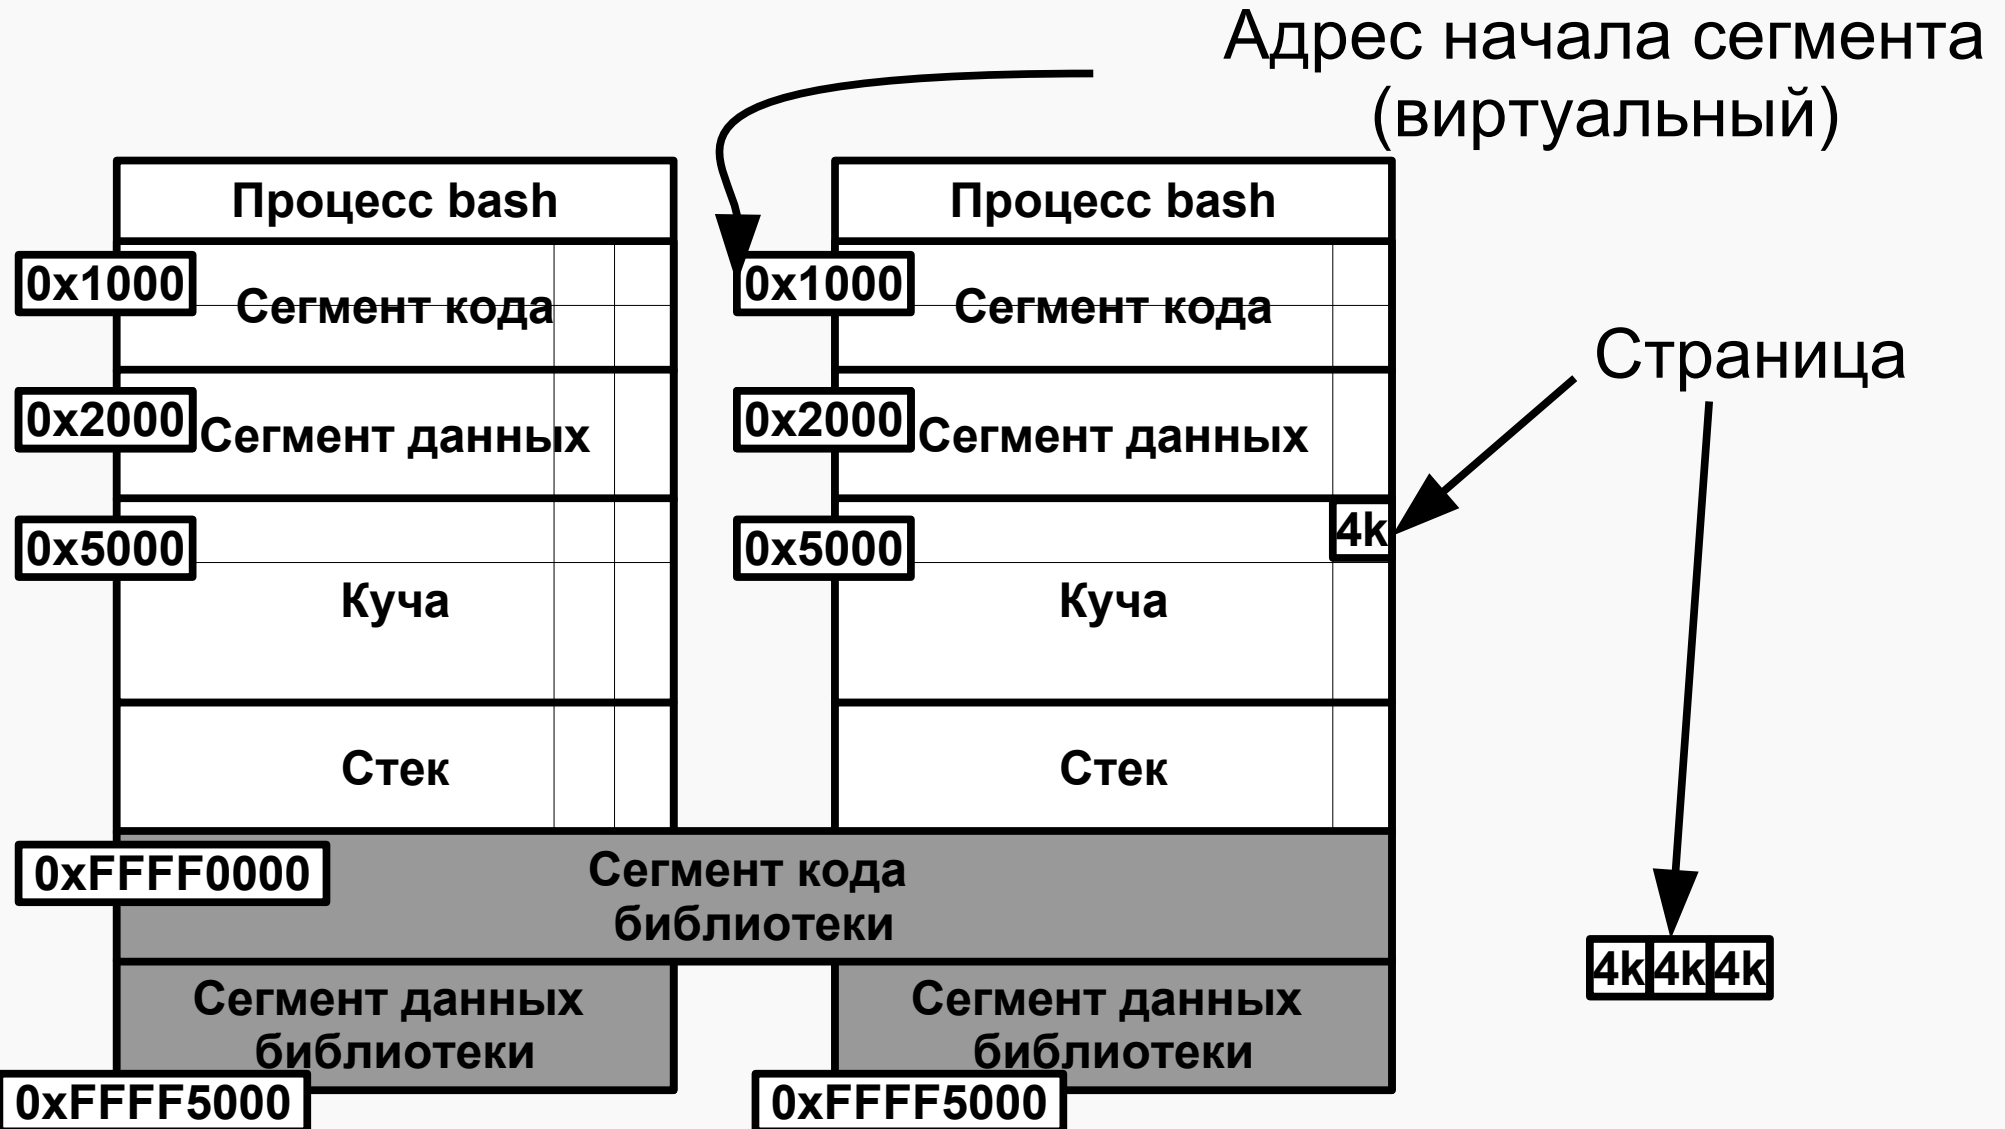 Адрес начала сегмента
(виртуальный)
Процесс bash
Процесс bash
0x1000
Сегмент кода
0x1000
Сегмент кода
Страница
0x2000
Сегмент данных
0x2000
Сегмент данных
0x5000
Куча
0x5000
4k
Куча
Стек
Стек
0xFFFF0000
Сегмент кода
библиотеки
4k 4k 4k
Сегмент данных
библиотеки
Сегмент данных
библиотеки
0xFFFF5000
0xFFFF5000